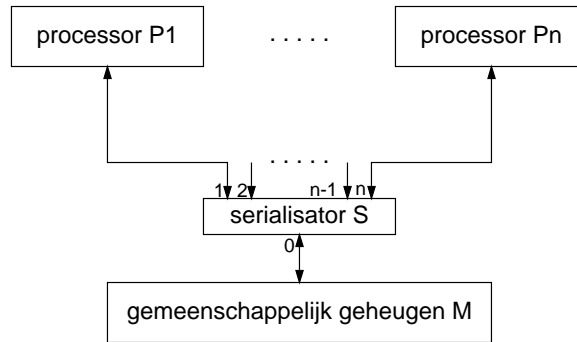 processor P1 . . . . . processor Pn
. . . . .
1 2 n-1 n
serialisator S
0
gemeenschappelijk geheugen M